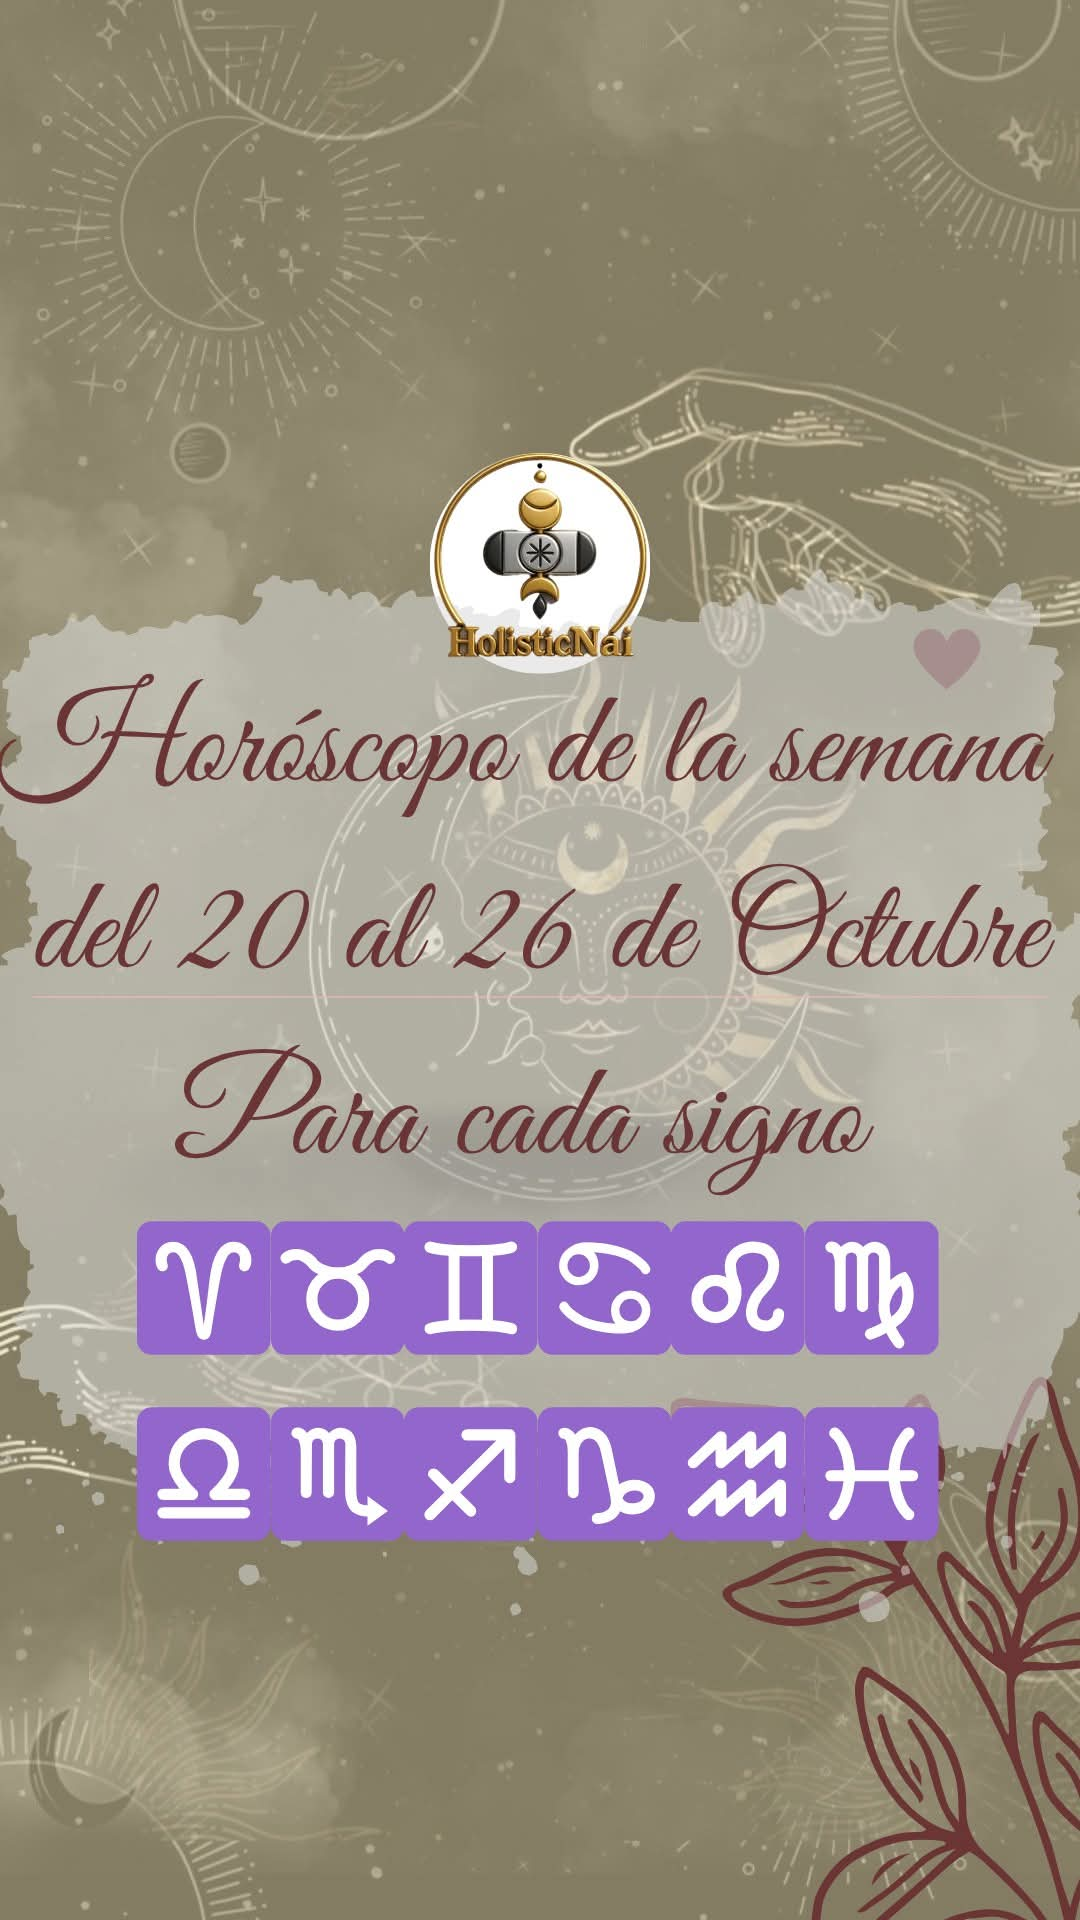 HolisticNai
Horóscopo de la semana
del 20 al 26 de Octubre
Para cada signo
♈♉♊♋♌♍
♎♏♐♑♒♓